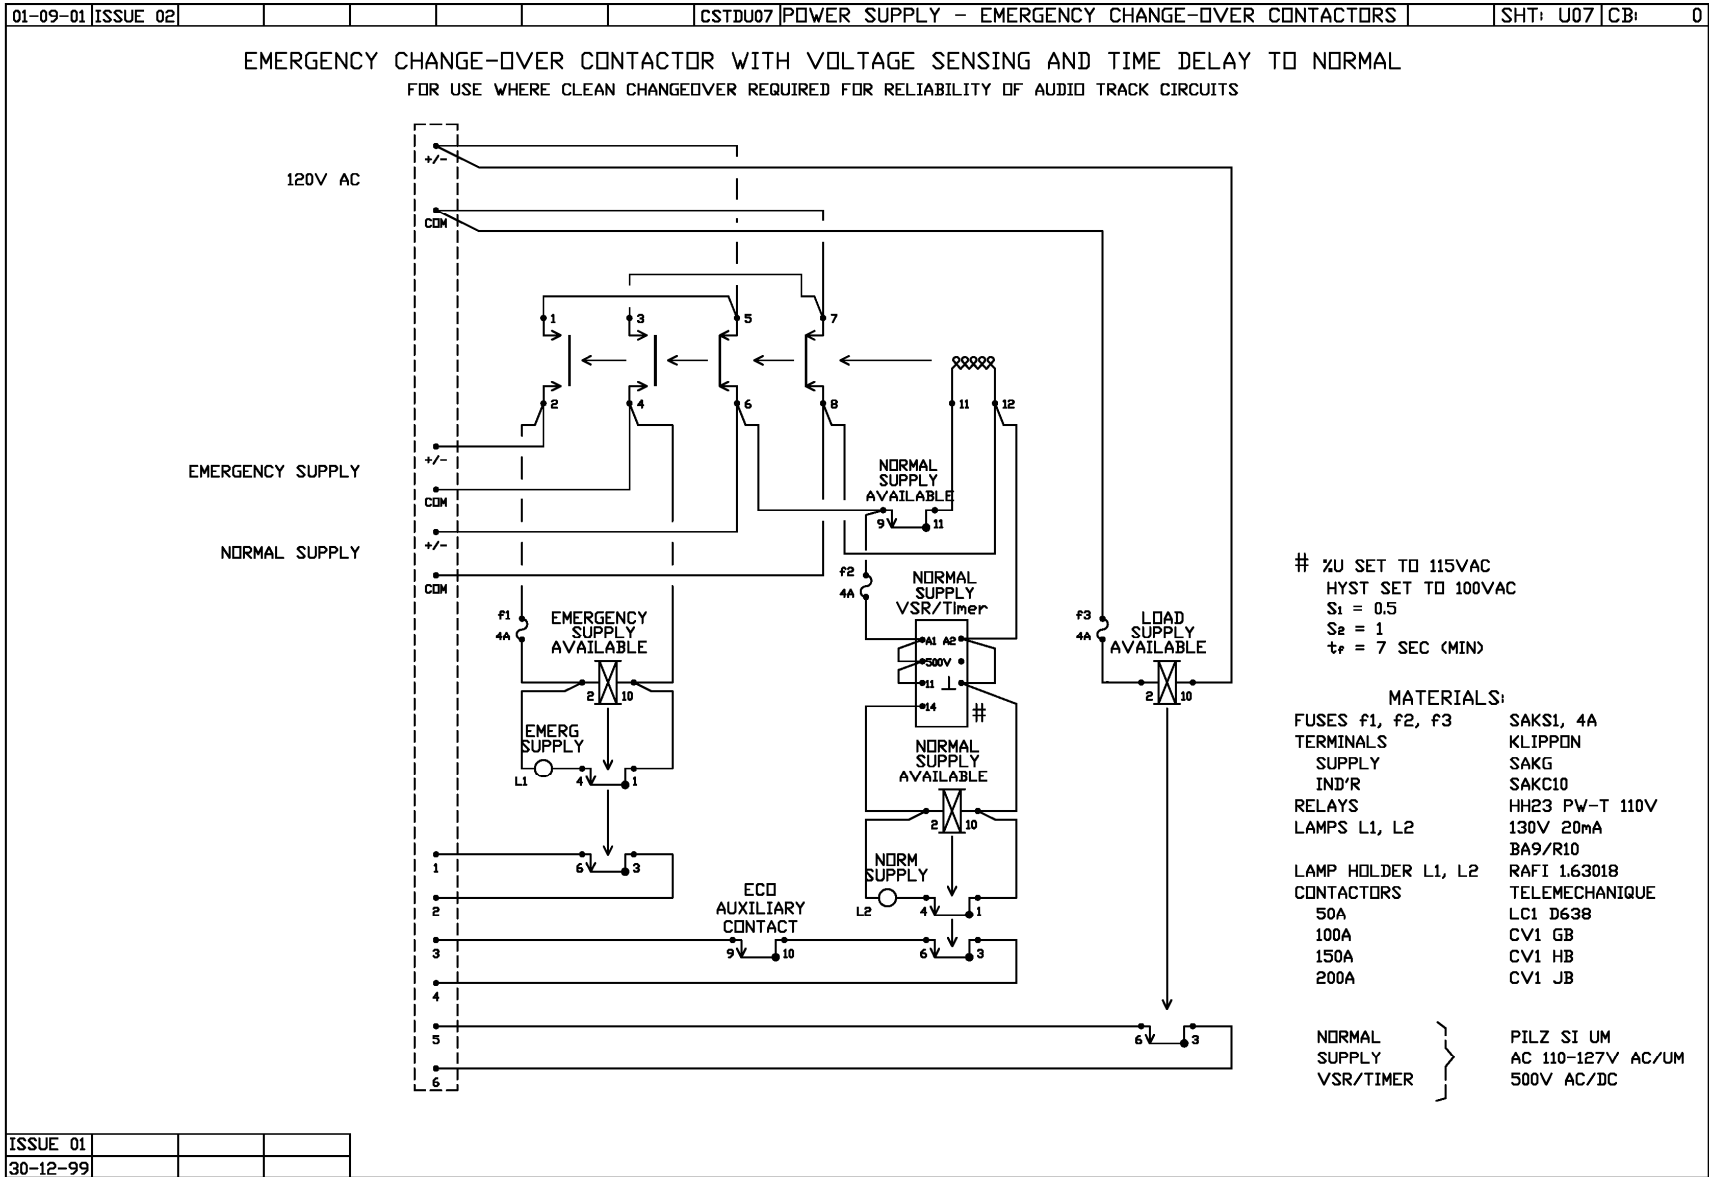 01-09-01 ISSUE 02 CSTDU07 POWER SUPPLY - EMERGENCY CHANGE-OVER CONTACTORS SHT: U07 CB: 0
EMERGENCY CHANGE-OVER CONTACTOR WITH VOLTAGE SENSING AND TIME DELAY TO NORMAL
FOR USE WHERE CLEAN CHANGEOVER REQUIRED FOR RELIABILITY OF AUDIO TRACK CIRCUITS
+/-
120V AC
COM
1 3 5 7
2 4 6 8 11 12
+/-
EMERGENCY SUPPLY
COM
+/-
NORMAL SUPPLY
COM
NORMAL
SUPPLY
AVAILABLE
9 11
f2
4A
NORMAL
SUPPLY
VSR/Timer
A1 A2
500V
11 ⊥
14
#
f1
4A
EMERGENCY
SUPPLY
AVAILABLE
2 10
EMERG
SUPPLY
L1
4 1
6 3
f3
4A
LOAD
SUPPLY
AVAILABLE
2 10
NORMAL
SUPPLY
AVAILABLE
2 10
NORM
SUPPLY
L2
4 1
6 3
ECO
AUXILIARY
CONTACT
9 10
6 3
1
2
3
4
5
6
# %U SET TO 115VAC
HYST SET TO 100VAC
S1 = 0.5
S2 = 1
tr = 7 SEC (MIN)
MATERIALS:
FUSES f1, f2, f3 SAKS1, 4A
TERMINALS KLIPPON
SUPPLY SAKG
IND'R SAKC10
RELAYS HH23 PW-T 110V
LAMPS L1, L2 130V 20mA
BA9/R10
LAMP HOLDER L1, L2 RAFI 1.63018
CONTACTORS TELEMECHANIQUE
50A LC1 D638
100A CV1 GB
150A CV1 HB
200A CV1 JB
NORMAL PILZ SI UM
SUPPLY AC 110-127V AC/UM
VSR/TIMER 500V AC/DC
ISSUE 01
30-12-99